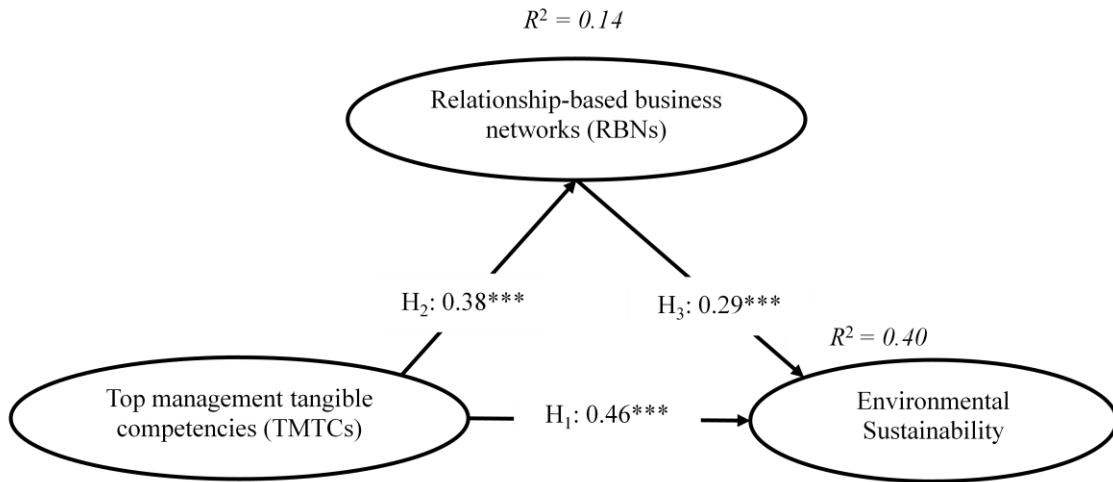 R² = 0.14
Relationship-based business
networks (RBNs)
H₂: 0.38***
H₃: 0.29***
R² = 0.40
Top management tangible
competencies (TMTCs)
H₁: 0.46***
Environmental
Sustainability